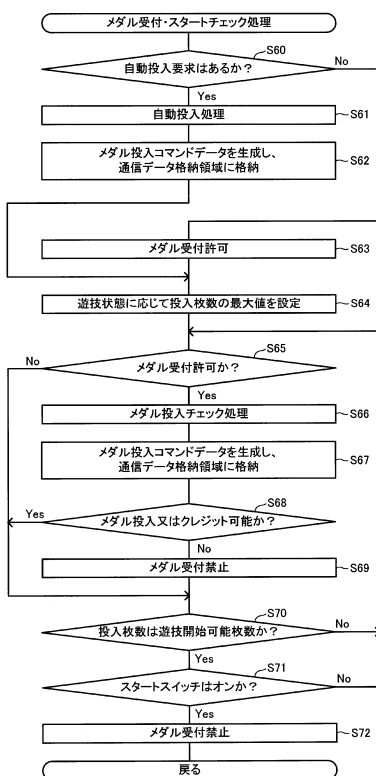 メダル受付・スタートチェック処理
S60
自動投入要求はあるか？
No
Yes
自動投入処理
S61
メダル投入コマンドデータを生成し、
通信データ格納領域に格納
S62
メダル受付許可
S63
遊技状態に応じて投入枚数の最大値を設定
S64
S65
No
メダル受付許可か？
Yes
メダル投入チェック処理
S66
メダル投入コマンドデータを生成し、
通信データ格納領域に格納
S67
S68
Yes
メダル投入又はクレジット可能か？
No
メダル受付禁止
S69
S70
投入枚数は遊技開始可能枚数か？
No
Yes
S71
スタートスイッチはオンか？
No
Yes
メダル受付禁止
S72
戻る